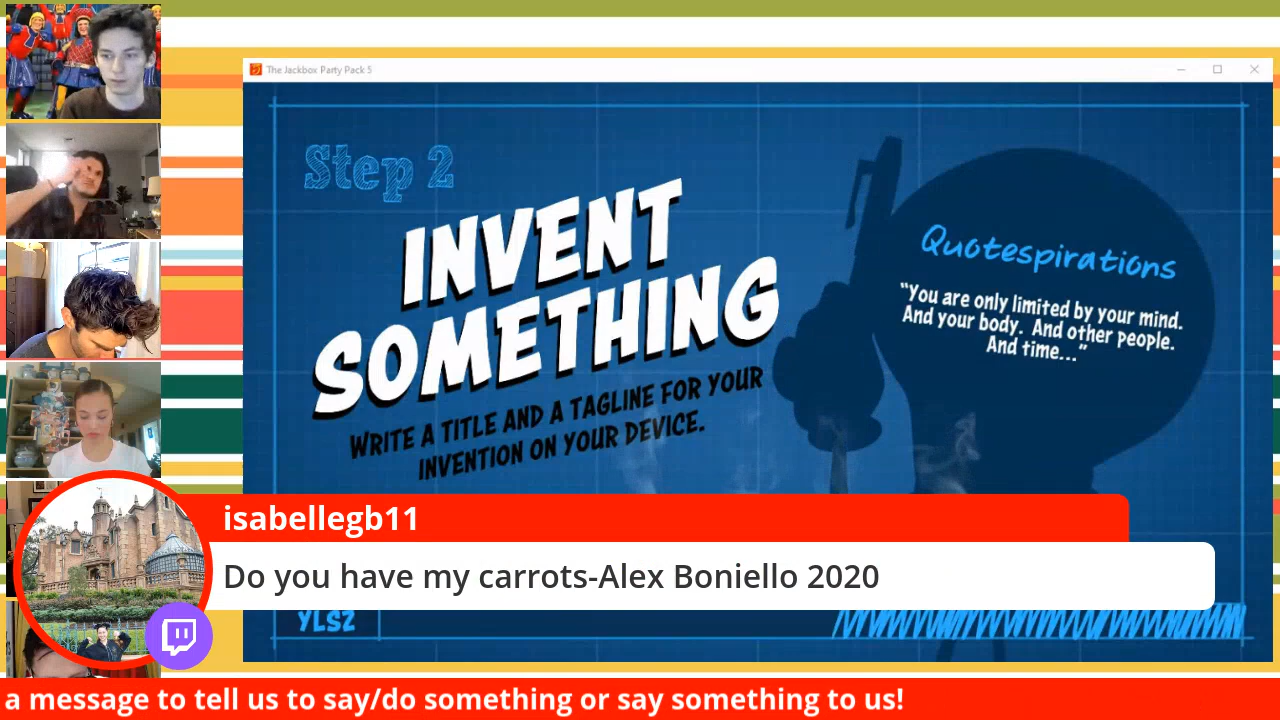 The Jackbox Party Pack 5
Step 2
INVENT
SOMETHING
WRITE A TITLE AND A TAGLINE FOR YOUR
INVENTION ON YOUR DEVICE.
Quotespirations
“You are only limited by your mind.
And your body. And other people.
And time...”
isabellegb11
Do you have my carrots-Alex Boniello 2020
YLSZ
a message to tell us to say/do something or say something to us!